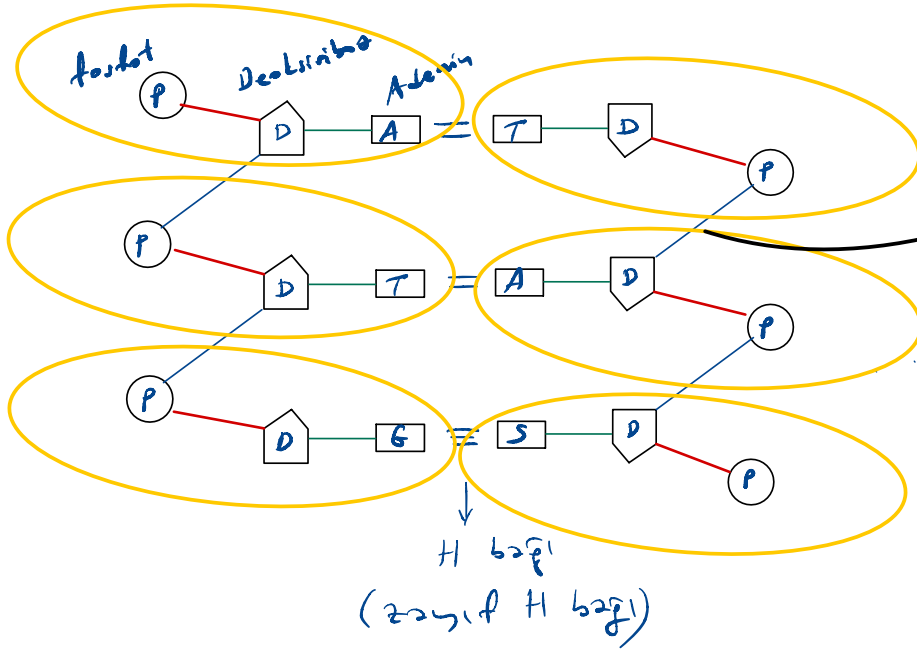 fosfat Deoksiriboz Adenin
P D A = T D P
P D T = A D P
P D G ≡ S D P
H bağı
(zayıf H bağı)